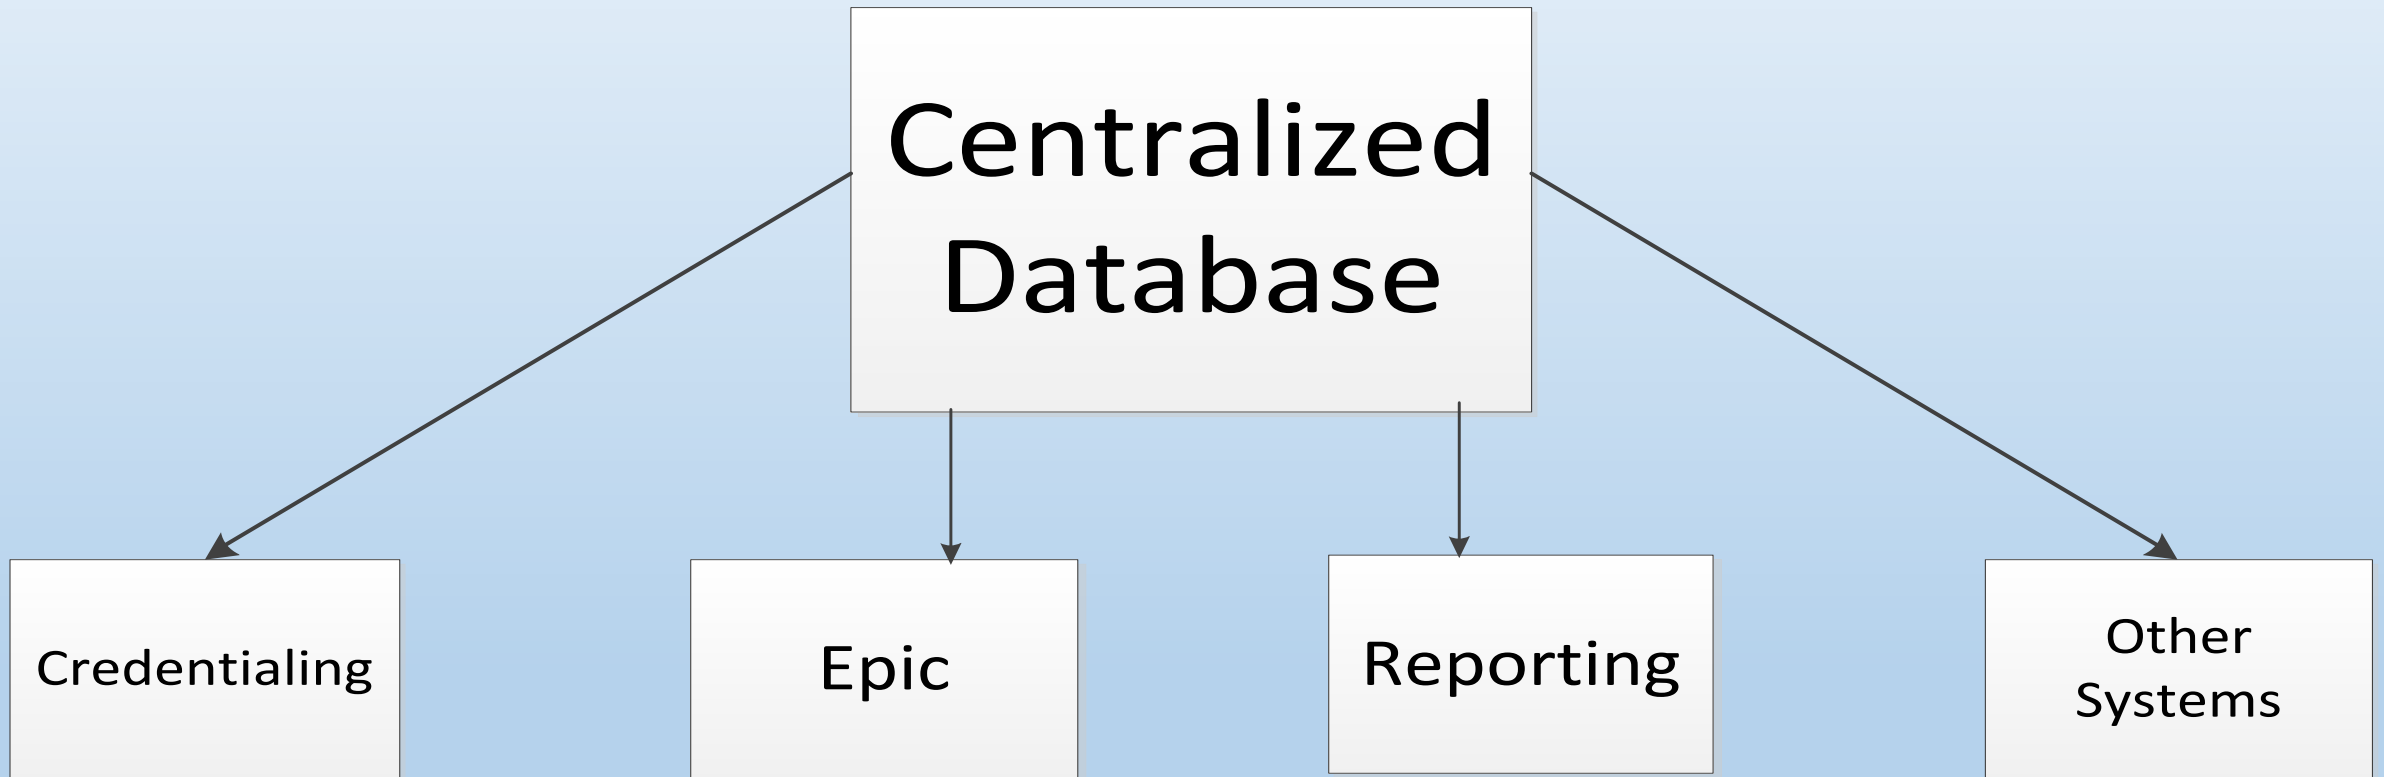 Centralized
Database
Credentialing
Epic
Reporting
Other
Systems